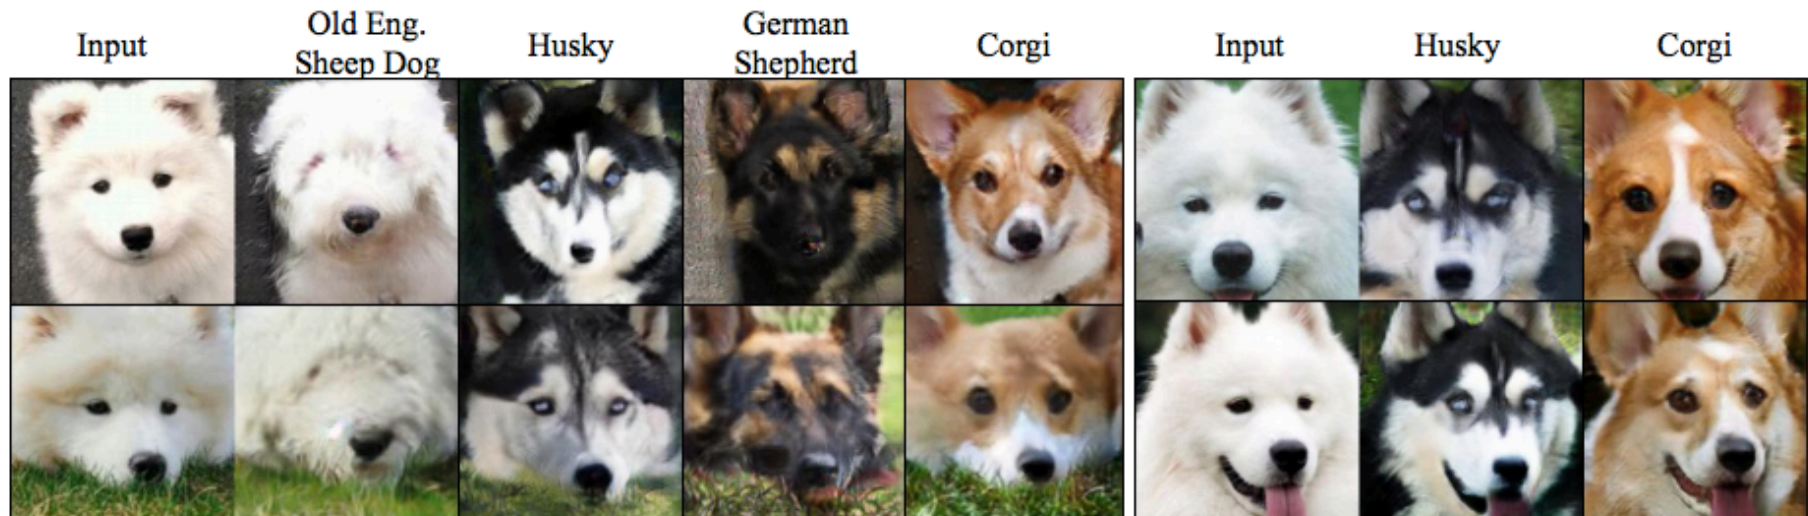 Input
Old Eng.
Sheep Dog
Husky
German
Shepherd
Corgi
Input
Husky
Corgi